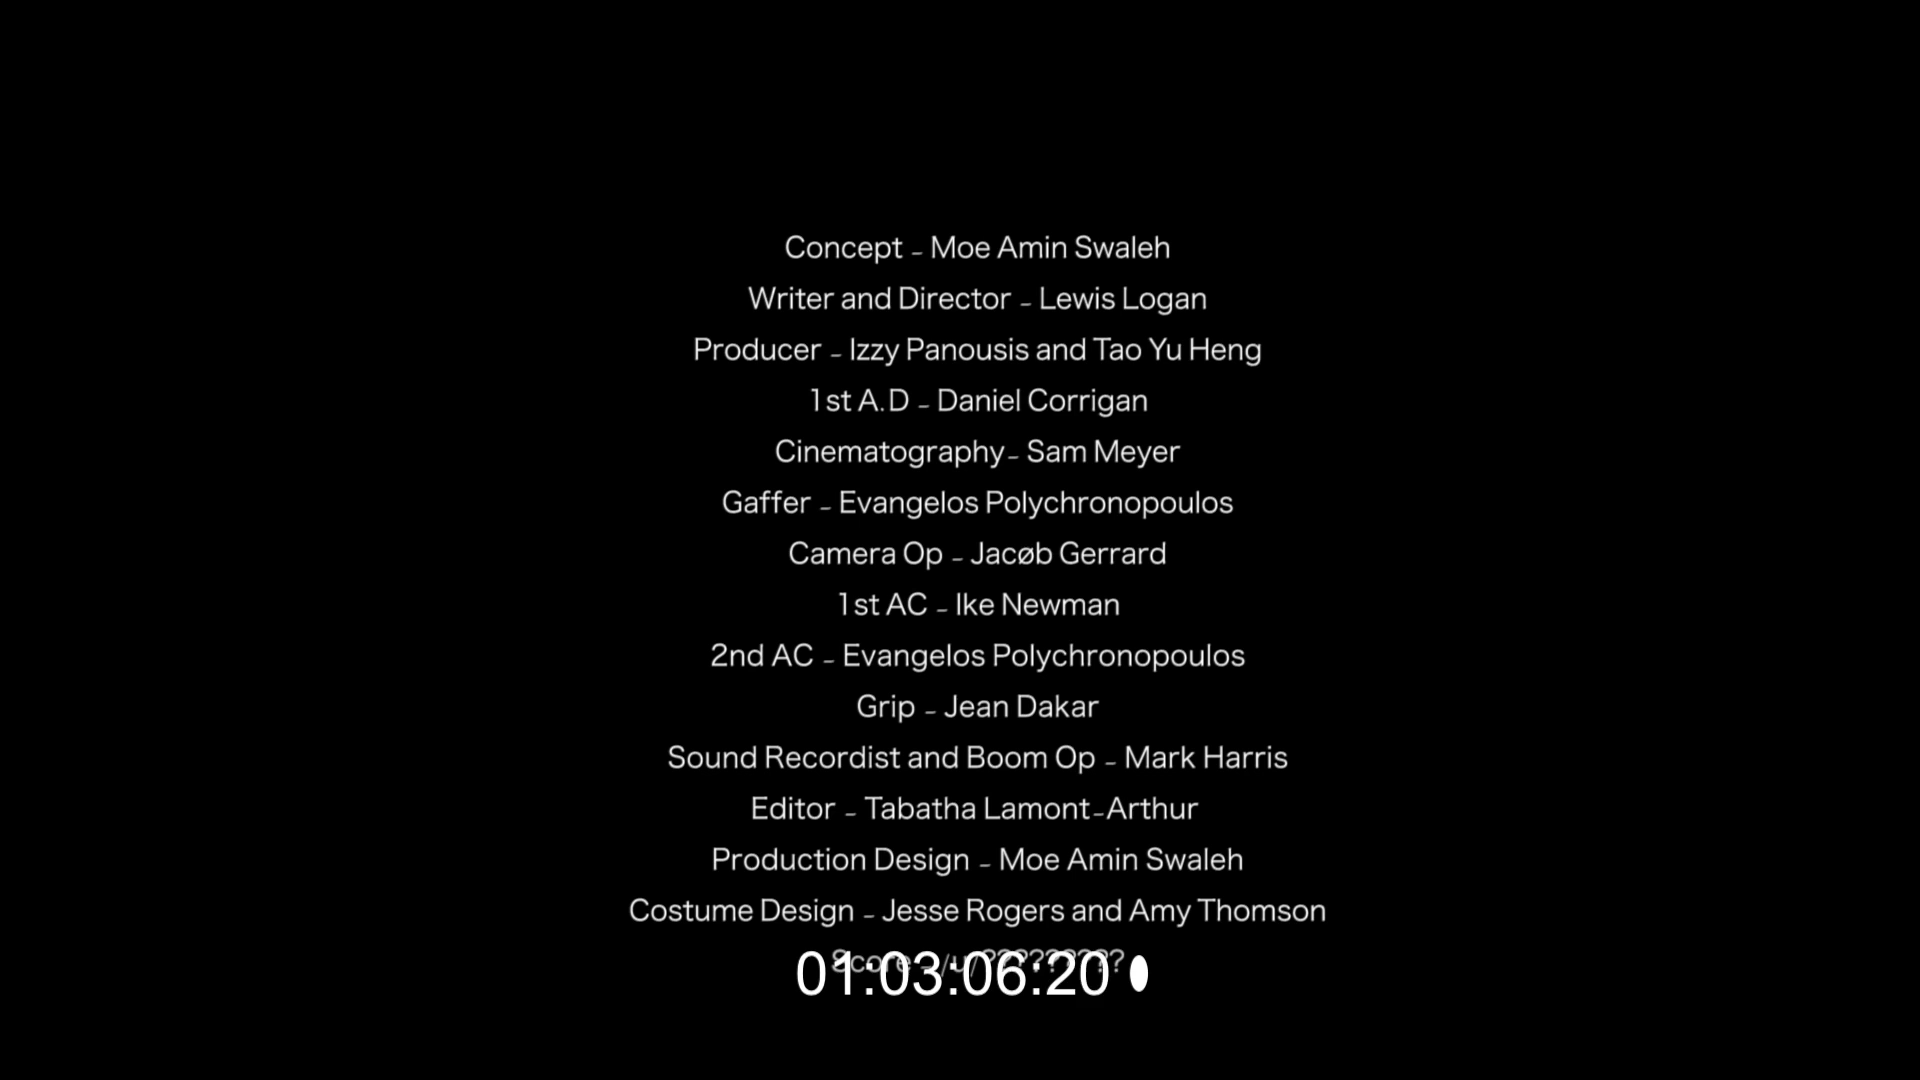 Concept - Moe Amin Swaleh
Writer and Director - Lewis Logan
Producer - Izzy Panousis and Tao Yu Heng
1st A.D - Daniel Corrigan
Cinematography- Sam Meyer
Gaffer - Evangelos Polychronopoulos
Camera Op - Jacøb Gerrard
1st AC - Ike Newman
2nd AC - Evangelos Polychronopoulos
Grip - Jean Dakar
Sound Recordist and Boom Op - Mark Harris
Editor - Tabatha Lamont-Arthur
Production Design - Moe Amin Swaleh
Costume Design - Jesse Rogers and Amy Thomson
Score - /u/?????????
01:03:06:20